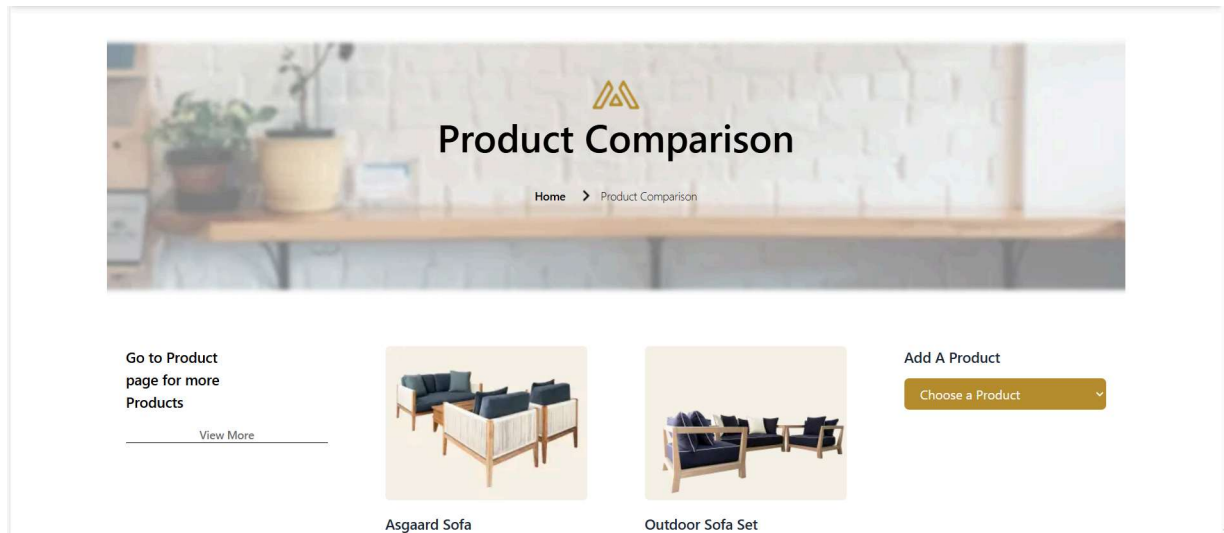 Product Comparison
Home > Product Comparison
Go to Product
page for more
Products
View More
Asgaard Sofa
Outdoor Sofa Set
Add A Product
Choose a Product